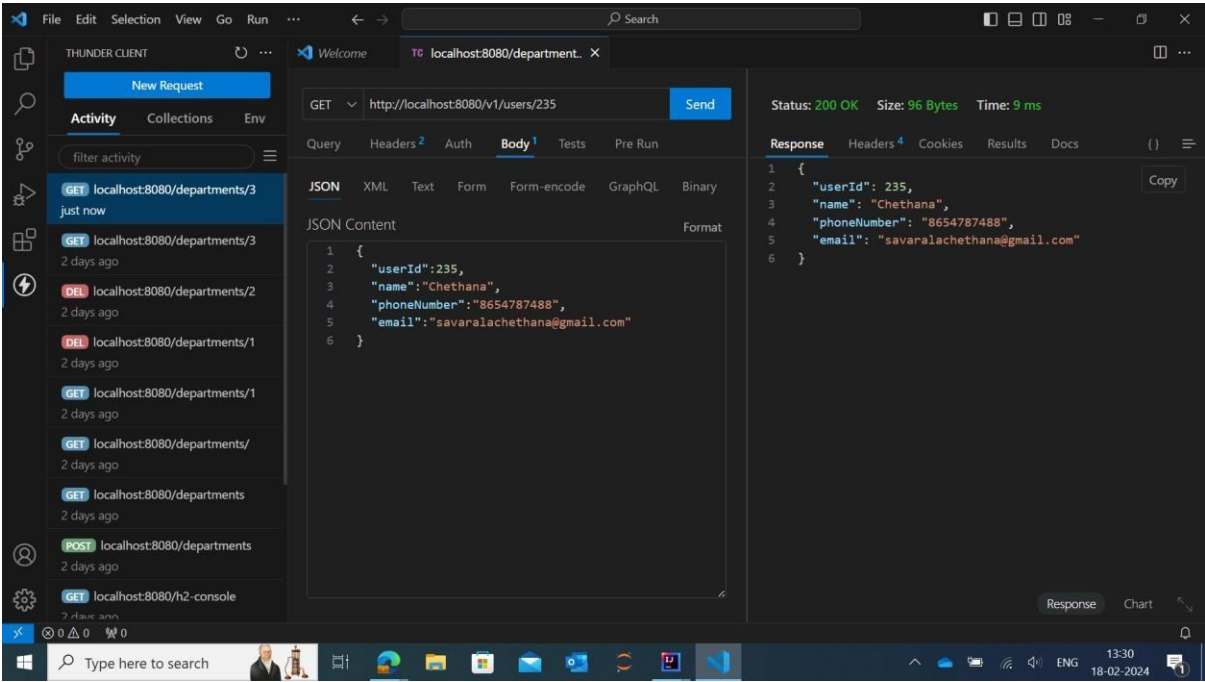 File Edit Selection View Go Run ··· Search
THUNDER CLIENT ···
New Request
Activity Collections Env
filter activity
GET localhost:8080/departments/3
just now
GET localhost:8080/departments/3
2 days ago
DEL localhost:8080/departments/2
2 days ago
DEL localhost:8080/departments/1
2 days ago
GET localhost:8080/departments/1
2 days ago
GET localhost:8080/departments/
2 days ago
GET localhost:8080/departments
2 days ago
POST localhost:8080/departments
2 days ago
GET localhost:8080/h2-console
2 days ago
Welcome TC localhost:8080/department.. ×
GET http://localhost:8080/v1/users/235 Send
Query Headers 2 Auth Body 1 Tests Pre Run
JSON XML Text Form Form-encode GraphQL Binary
JSON Content Format
1 {
2 "userId":235,
3 "name":"Chethana",
4 "phoneNumber":"8654787488",
5 "email":"savaralachethana@gmail.com"
6 }
Status: 200 OK Size: 96 Bytes Time: 9 ms
Response Headers 4 Cookies Results Docs {}
Copy
1 {
2 "userId": 235,
3 "name": "Chethana",
4 "phoneNumber": "8654787488",
5 "email": "savaralachethana@gmail.com"
6 }
Response Chart
0 0 0
Type here to search
ENG
13:30
18-02-2024
1